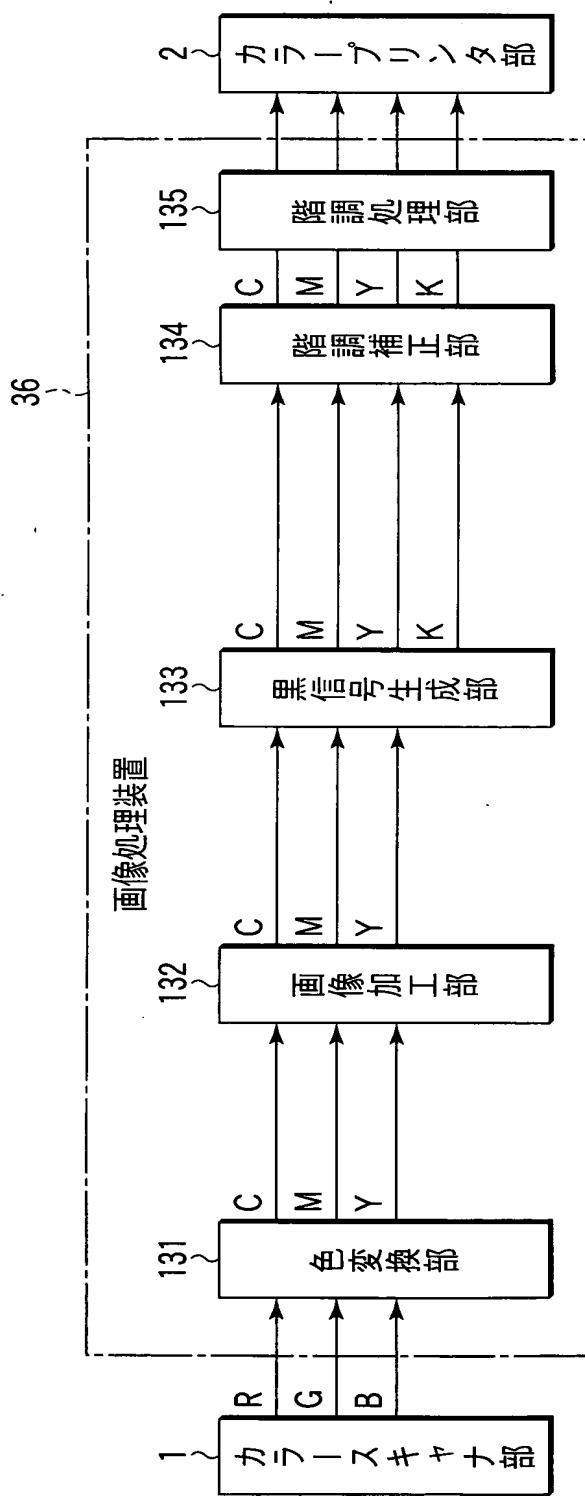 36
画像処理装置
1
カラースキャナ部
R
G
B
131
色変換部
C
M
Y
132
画像加工部
C
M
Y
133
黒信号生成部
C
M
Y
K
134
階調補正部
C
M
Y
K
135
階調処理部
2
カラープリンタ部